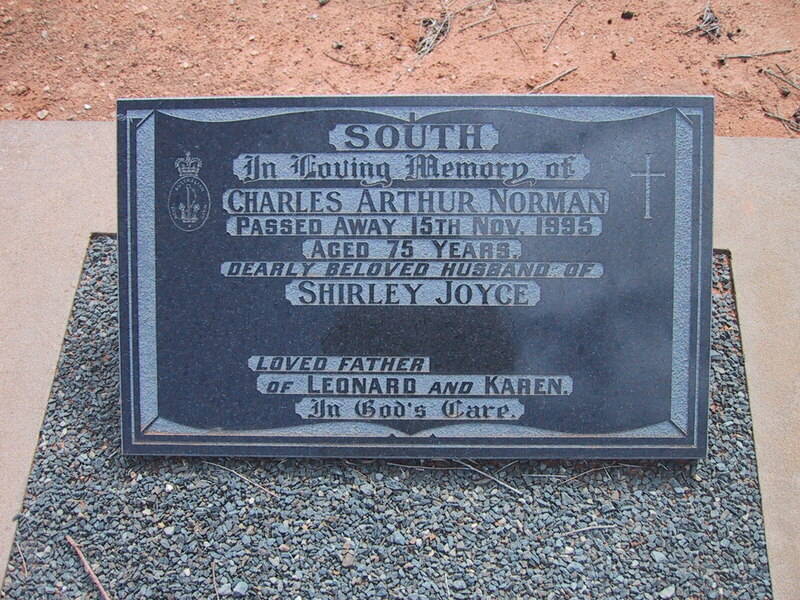 SOUTH
In Loving Memory of
CHARLES ARTHUR NORMAN
PASSED AWAY 15TH NOV. 1995
AGED 75 YEARS.
DEARLY BELOVED HUSBAND OF
SHIRLEY JOYCE
LOVED FATHER
OF LEONARD AND KAREN.
In God's Care.